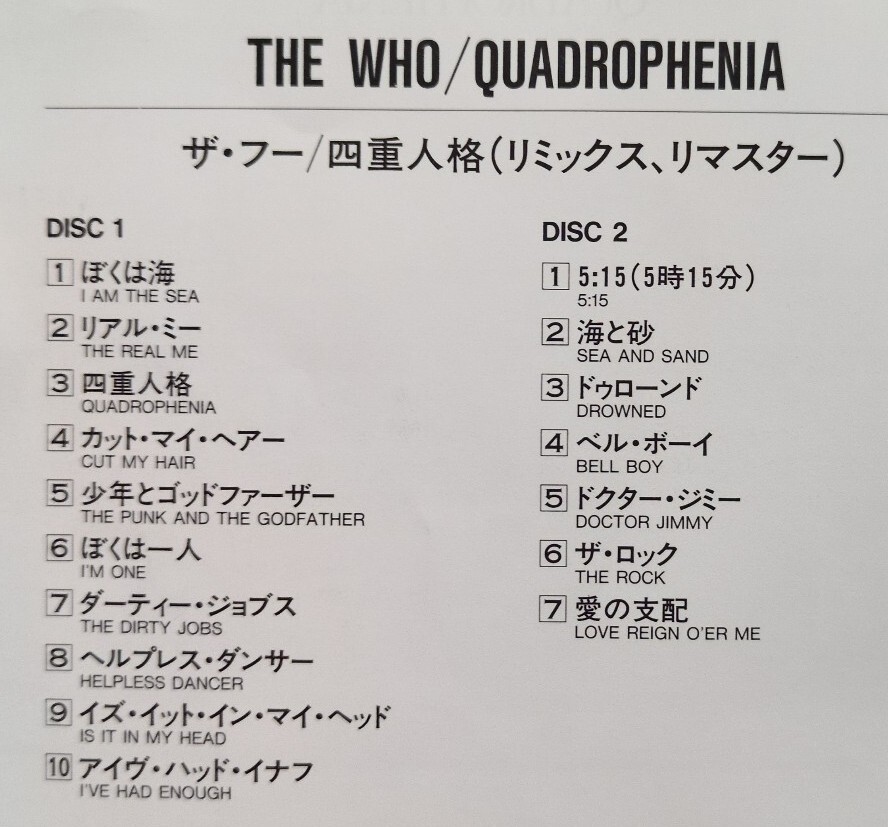 THE WHO/QUADROPHENIA
ザ・フー/四重人格(リミックス、リマスター)
DISC 1
1 ぼくは海
I AM THE SEA
2 リアル・ミー
THE REAL ME
3 四重人格
QUADROPHENIA
4 カット・マイ・ヘアー
CUT MY HAIR
5 少年とゴッドファーザー
THE PUNK AND THE GODFATHER
6 ぼくは一人
I'M ONE
7 ダーティー・ジョブス
THE DIRTY JOBS
8 ヘルプレス・ダンサー
HELPLESS DANCER
9 イズ・イット・イン・マイ・ヘッド
IS IT IN MY HEAD
10 アイヴ・ハッド・イナフ
I'VE HAD ENOUGH
DISC 2
1 5:15(5時15分)
5:15
2 海と砂
SEA AND SAND
3 ドゥローンド
DROWNED
4 ベル・ボーイ
BELL BOY
5 ドクター・ジミー
DOCTOR JIMMY
6 ザ・ロック
THE ROCK
7 愛の支配
LOVE REIGN O'ER ME